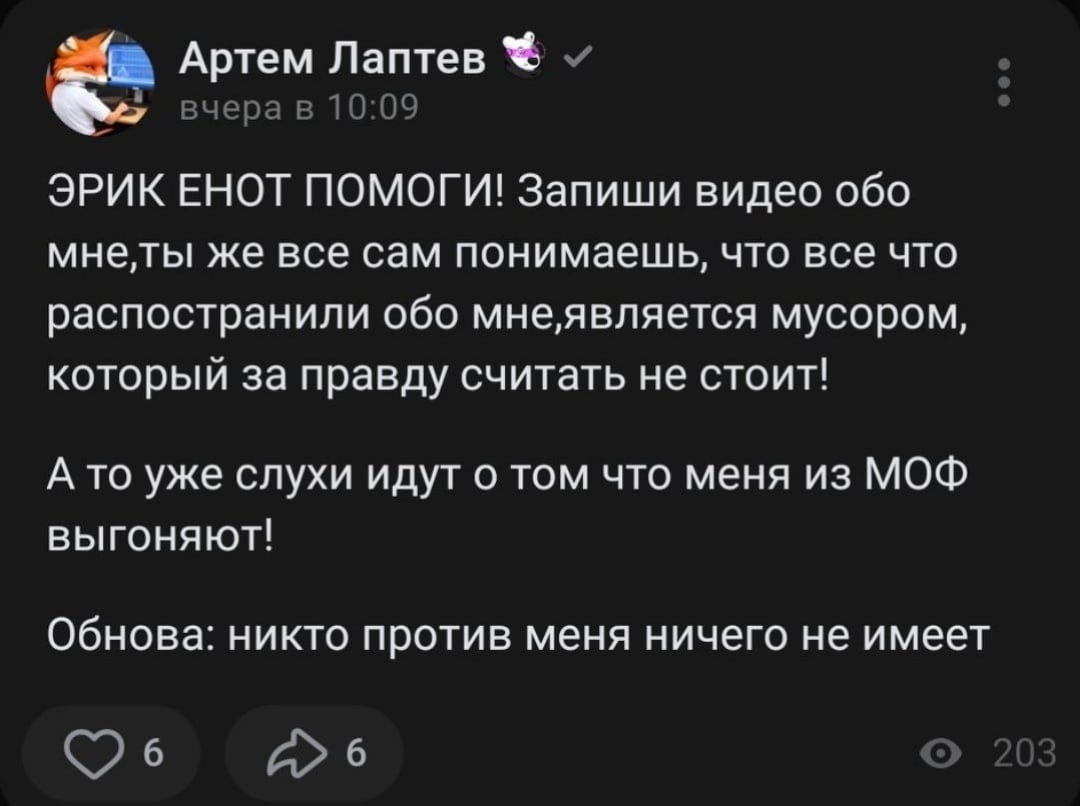 Артем Лаптев
вчера в 10:09
ЭРИК ЕНОТ ПОМОГИ! Запиши видео обо
мне,ты же все сам понимаешь, что все что
распостранили обо мне,является мусором,
который за правду считать не стоит!
А то уже слухи идут о том что меня из МОФ
выгоняют!
Обнова: никто против меня ничего не имеет
6 6 203